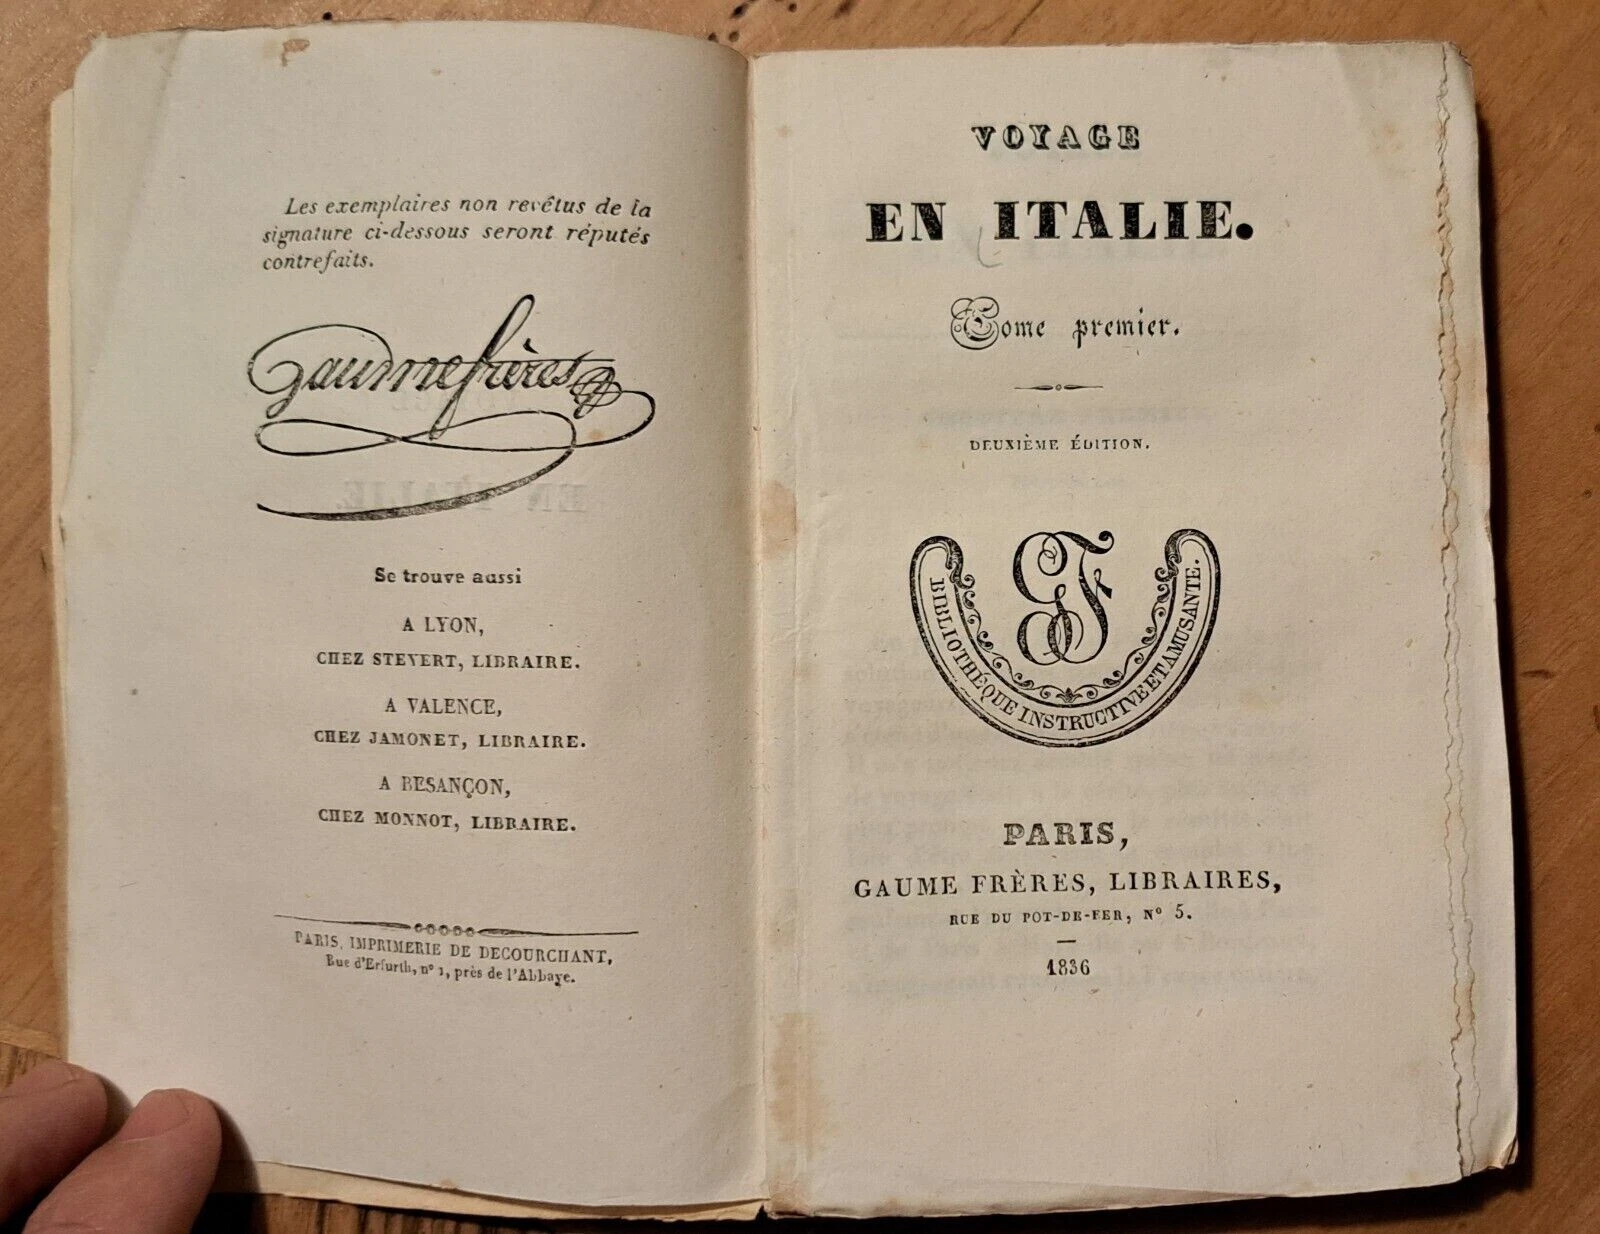 Les exemplaires non revêtus de la
signature ci-dessous seront réputés
contrefaits.
Gaume frères
Se trouve aussi
A LYON,
CHEZ STEVERT, LIBRAIRE.
A VALENCE,
CHEZ JAMONET, LIBRAIRE.
A BESANÇON,
CHEZ MONNOT, LIBRAIRE.
PARIS, IMPRIMERIE DE DECOURCHANT,
Rue d'Erfurth, nº 1, près de l'Abbaye.
VOYAGE
EN ITALIE.
Tome premier.
DEUXIÈME ÉDITION.
GF
BIBLIOTHÉQUE INSTRUCTIVE ET AMUSANTE.
PARIS,
GAUME FRÈRES, LIBRAIRES,
RUE DU POT-DE-FER, Nº 5.
1836